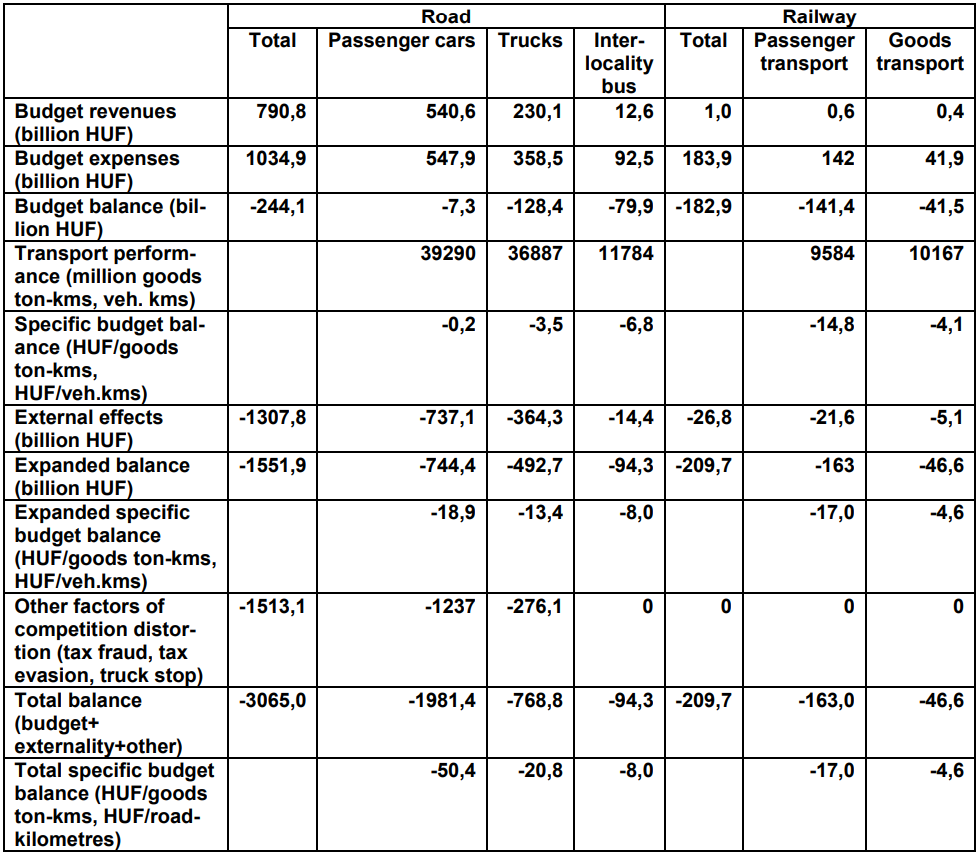 Road Railway
Total Passenger cars Trucks Inter- Total Passenger Goods
locality transport transport
bus
Budget revenues 790,8 540,6 230,1 12,6 1,0 0,6 0,4
(billion HUF)
Budget expenses 1034,9 547,9 358,5 92,5 183,9 142 41,9
(billion HUF)
Budget balance (bil- -244,1 -7,3 -128,4 -79,9 -182,9 -141,4 -41,5
lion HUF)
Transport perform- 39290 36887 11784 9584 10167
ance (million goods
ton-kms, veh. kms)
Specific budget bal- -0,2 -3,5 -6,8 -14,8 -4,1
ance (HUF/goods
ton-kms,
HUF/veh.kms)
External effects -1307,8 -737,1 -364,3 -14,4 -26,8 -21,6 -5,1
(billion HUF)
Expanded balance -1551,9 -744,4 -492,7 -94,3 -209,7 -163 -46,6
(billion HUF)
Expanded specific -18,9 -13,4 -8,0 -17,0 -4,6
budget balance
(HUF/goods ton-kms,
HUF/veh.kms)
Other factors of -1513,1 -1237 -276,1 0 0 0 0
competition distor-
tion (tax fraud, tax
evasion, truck stop)
Total balance -3065,0 -1981,4 -768,8 -94,3 -209,7 -163,0 -46,6
(budget+
externality+other)
Total specific budget -50,4 -20,8 -8,0 -17,0 -4,6
balance (HUF/goods
ton-kms, HUF/road-
kilometres)